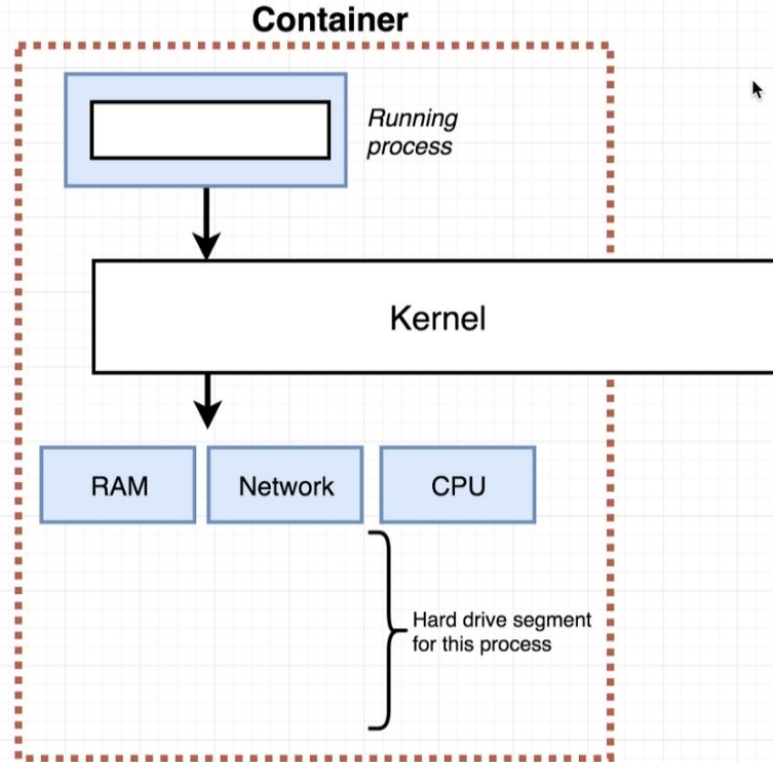 Container
Running
process
Kernel
RAM
Network
CPU
Hard drive segment
for this process